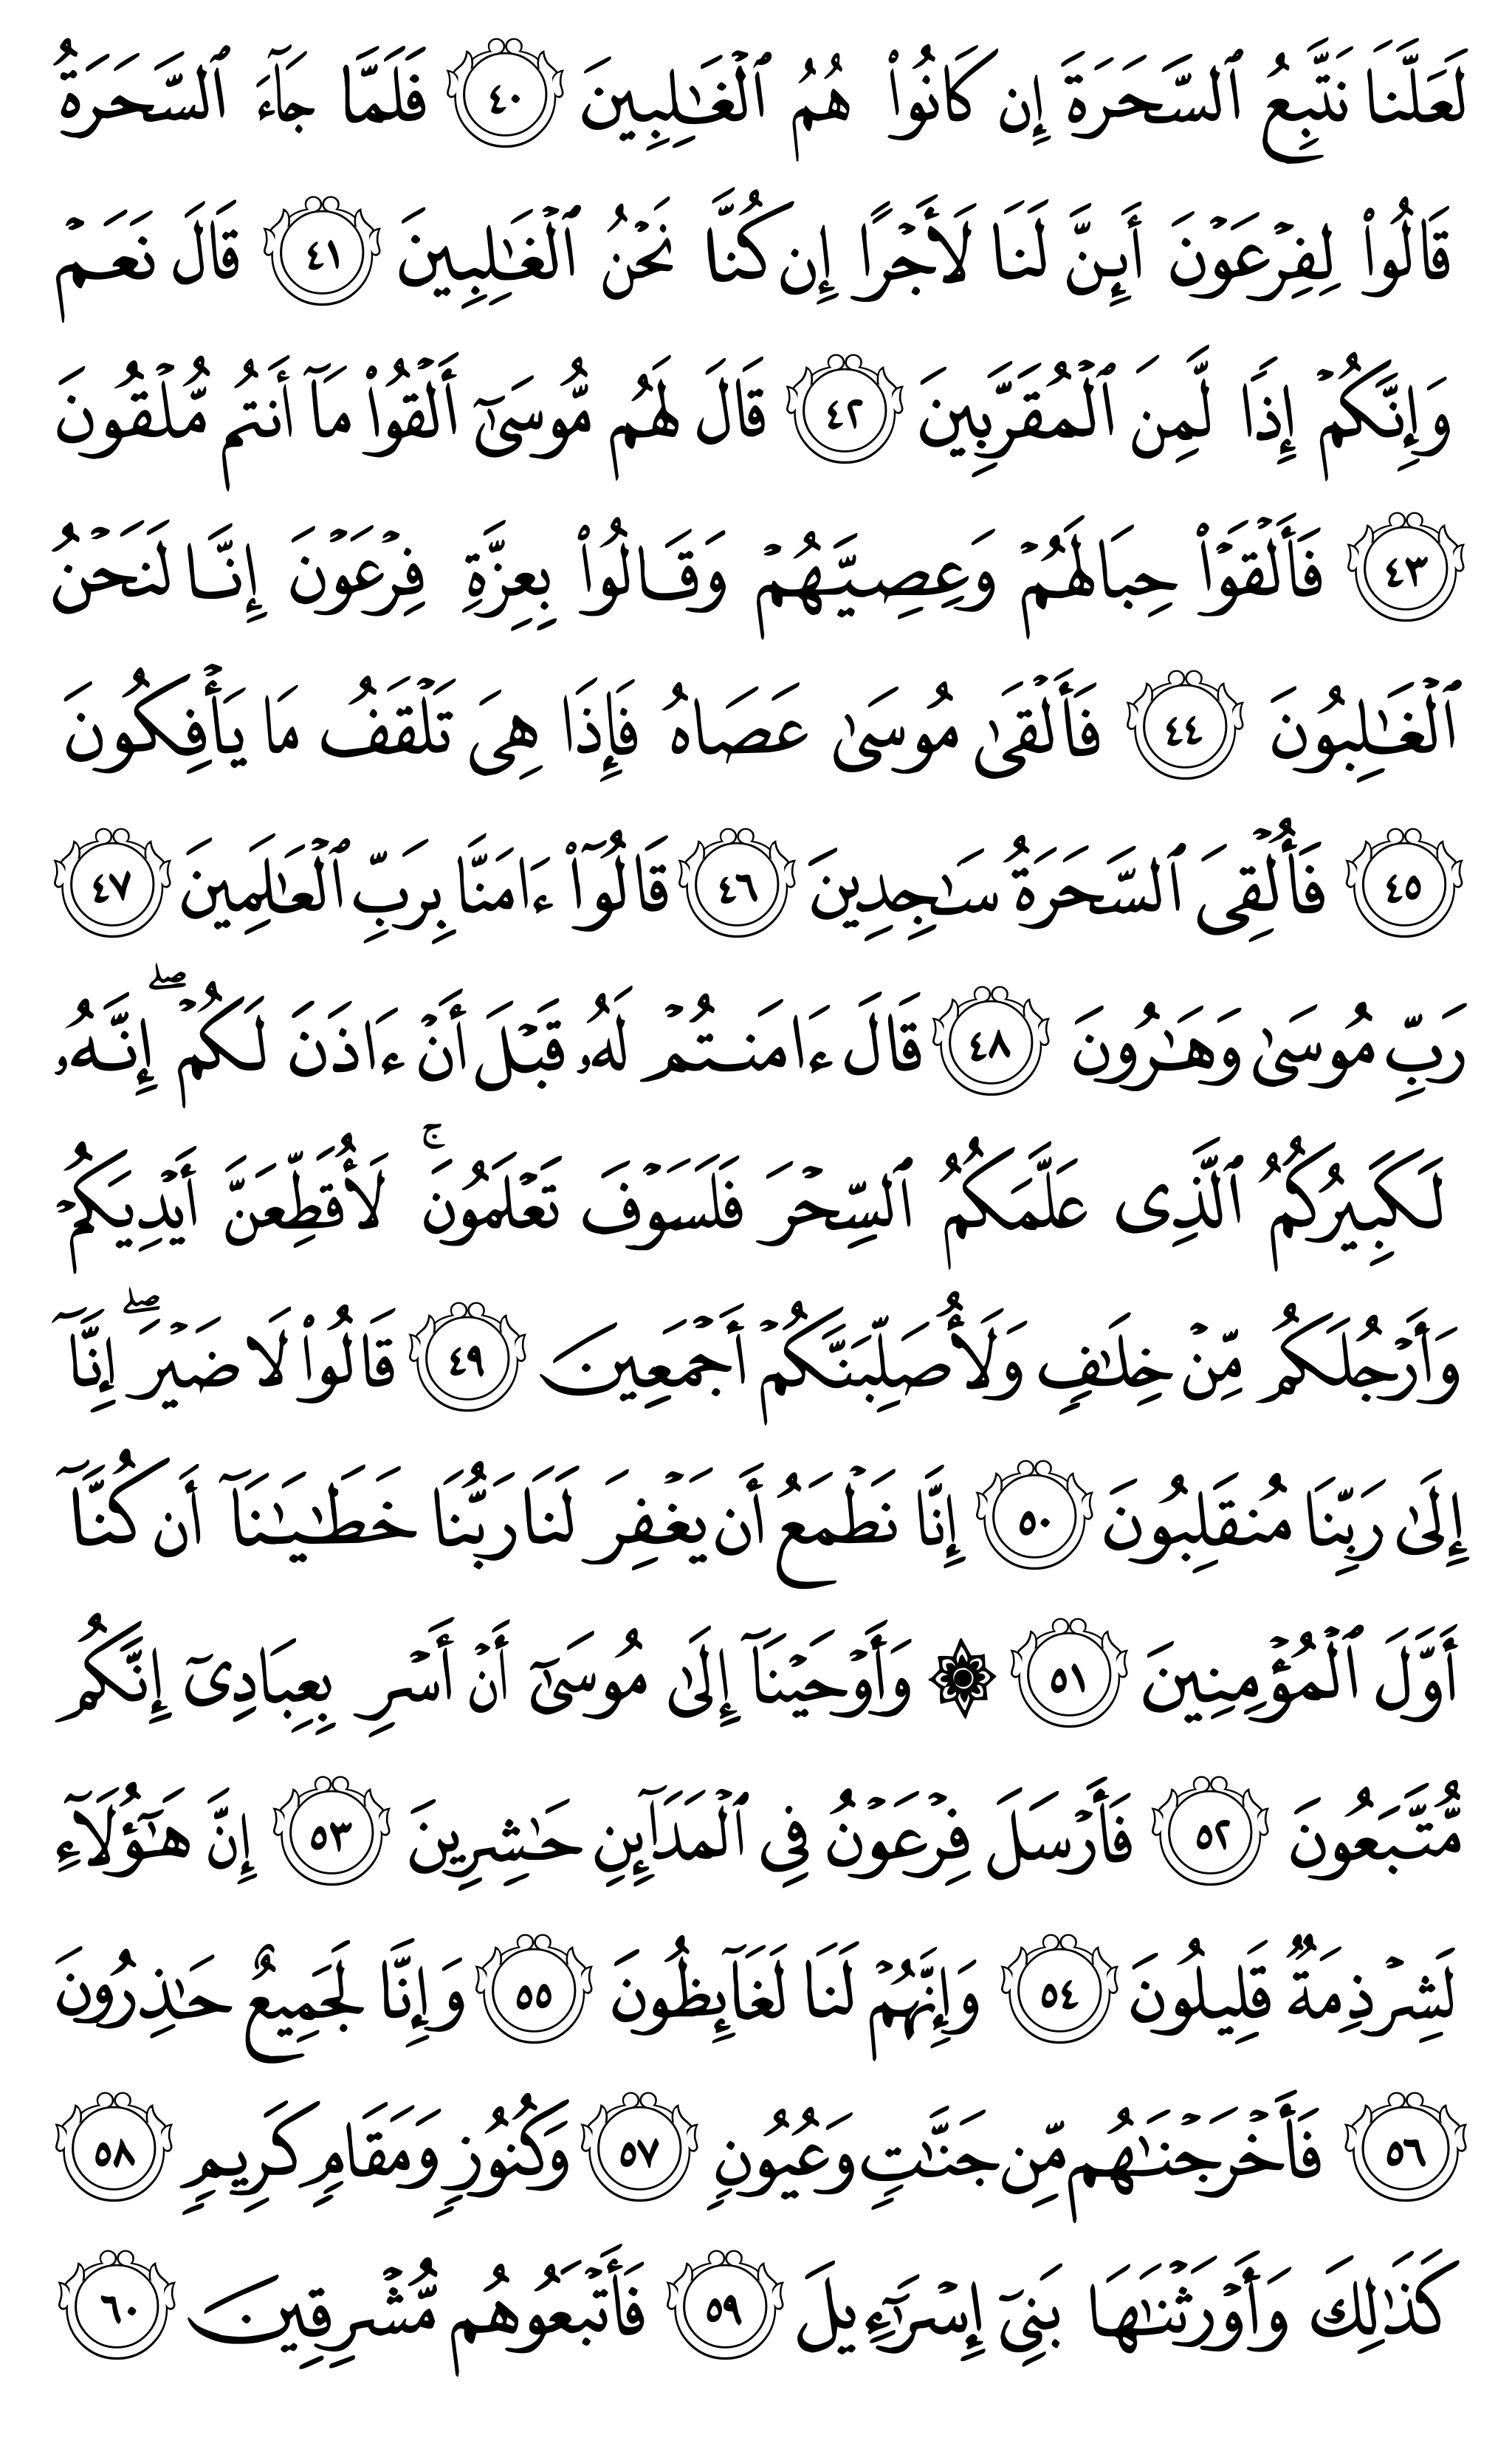 لَعَلَّنَا نَتَّبِعُ ٱلسَّحَرَةَ إِن كَانُوا۟ هُمُ ٱلْغَـٰلِبِينَ ٤٠ فَلَمَّا جَآءَ ٱلسَّحَرَةُ
قَالُوا۟ لِفِرْعَوْنَ أَئِنَّ لَنَا لَأَجْرًا إِن كُنَّا نَحْنُ ٱلْغَـٰلِبِينَ ٤١ قَالَ نَعَمْ
وَإِنَّكُمْ إِذًا لَّمِنَ ٱلْمُقَرَّبِينَ ٤٢ قَالَ لَهُم مُّوسَىٰٓ أَلْقُوا۟ مَآ أَنتُم مُّلْقُونَ
٤٣ فَأَلْقَوْا۟ حِبَالَهُمْ وَعِصِيَّهُمْ وَقَالُوا۟ بِعِزَّةِ فِرْعَوْنَ إِنَّا لَنَحْنُ
ٱلْغَـٰلِبُونَ ٤٤ فَأَلْقَىٰ مُوسَىٰ عَصَاهُ فَإِذَا هِىَ تَلْقَفُ مَا يَأْفِكُونَ
٤٥ فَأُلْقِىَ ٱلسَّحَرَةُ سَـٰجِدِينَ ٤٦ قَالُوٓا۟ ءَامَنَّا بِرَبِّ ٱلْعَـٰلَمِينَ ٤٧
رَبِّ مُوسَىٰ وَهَـٰرُونَ ٤٨ قَالَ ءَامَنتُمْ لَهُۥ قَبْلَ أَنْ ءَاذَنَ لَكُمْ ۖ إِنَّهُۥ
لَكَبِيرُكُمُ ٱلَّذِى عَلَّمَكُمُ ٱلسِّحْرَ فَلَسَوْفَ تَعْلَمُونَ ۚ لَأُقَطِّعَنَّ أَيْدِيَكُمْ
وَأَرْجُلَكُم مِّنْ خِلَـٰفٍ وَلَأُصَلِّبَنَّكُمْ أَجْمَعِينَ ٤٩ قَالُوا۟ لَا ضَيْرَ ۖ إِنَّآ
إِلَىٰ رَبِّنَا مُنقَلِبُونَ ٥٠ إِنَّا نَطْمَعُ أَن يَغْفِرَ لَنَا رَبُّنَا خَطَـٰيَـٰنَآ أَن كُنَّآ
أَوَّلَ ٱلْمُؤْمِنِينَ ٥١ ۞ وَأَوْحَيْنَآ إِلَىٰ مُوسَىٰٓ أَنْ أَسْرِ بِعِبَادِىٓ إِنَّكُم
مُّتَّبَعُونَ ٥٢ فَأَرْسَلَ فِرْعَوْنُ فِى ٱلْمَدَآئِنِ حَـٰشِرِينَ ٥٣ إِنَّ هَـٰٓؤُلَآءِ
لَشِرْذِمَةٌ قَلِيلُونَ ٥٤ وَإِنَّهُمْ لَنَا لَغَآئِظُونَ ٥٥ وَإِنَّا لَجَمِيعٌ حَـٰذِرُونَ
٥٦ فَأَخْرَجْنَـٰهُم مِّن جَنَّـٰتٍ وَعُيُونٍ ٥٧ وَكُنُوزٍ وَمَقَامٍ كَرِيمٍ ٥٨
كَذَٰلِكَ وَأَوْرَثْنَـٰهَا بَنِىٓ إِسْرَٰٓءِيلَ ٥٩ فَأَتْبَعُوهُم مُّشْرِقِينَ ٦٠